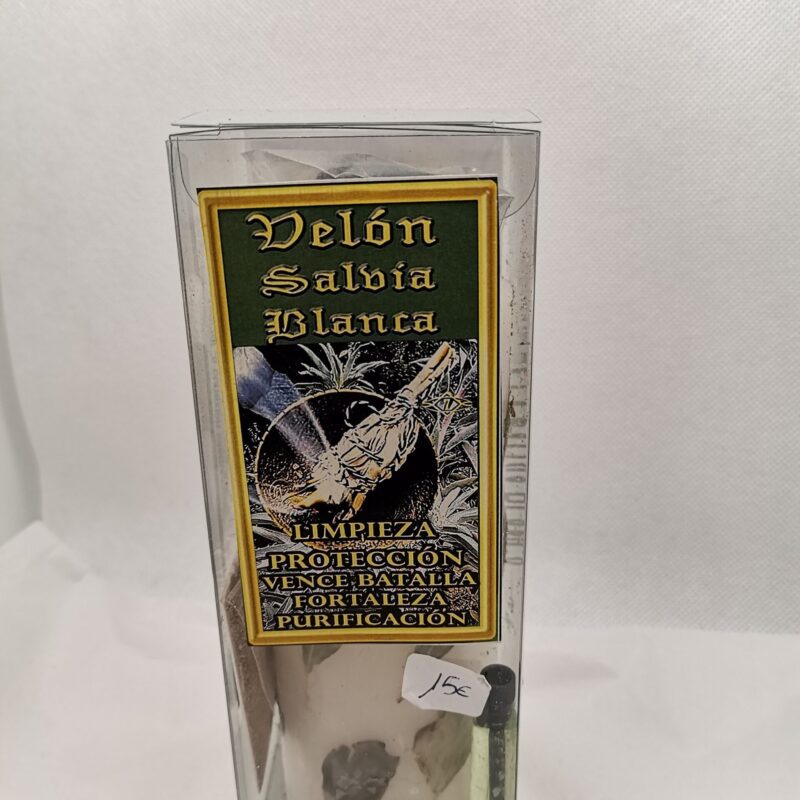 Velón
Salvia
Blanca
LIMPIEZA
PROTECCIÓN
VENCE BATALLA
FORTALEZA
PURIFICACIÓN
15€